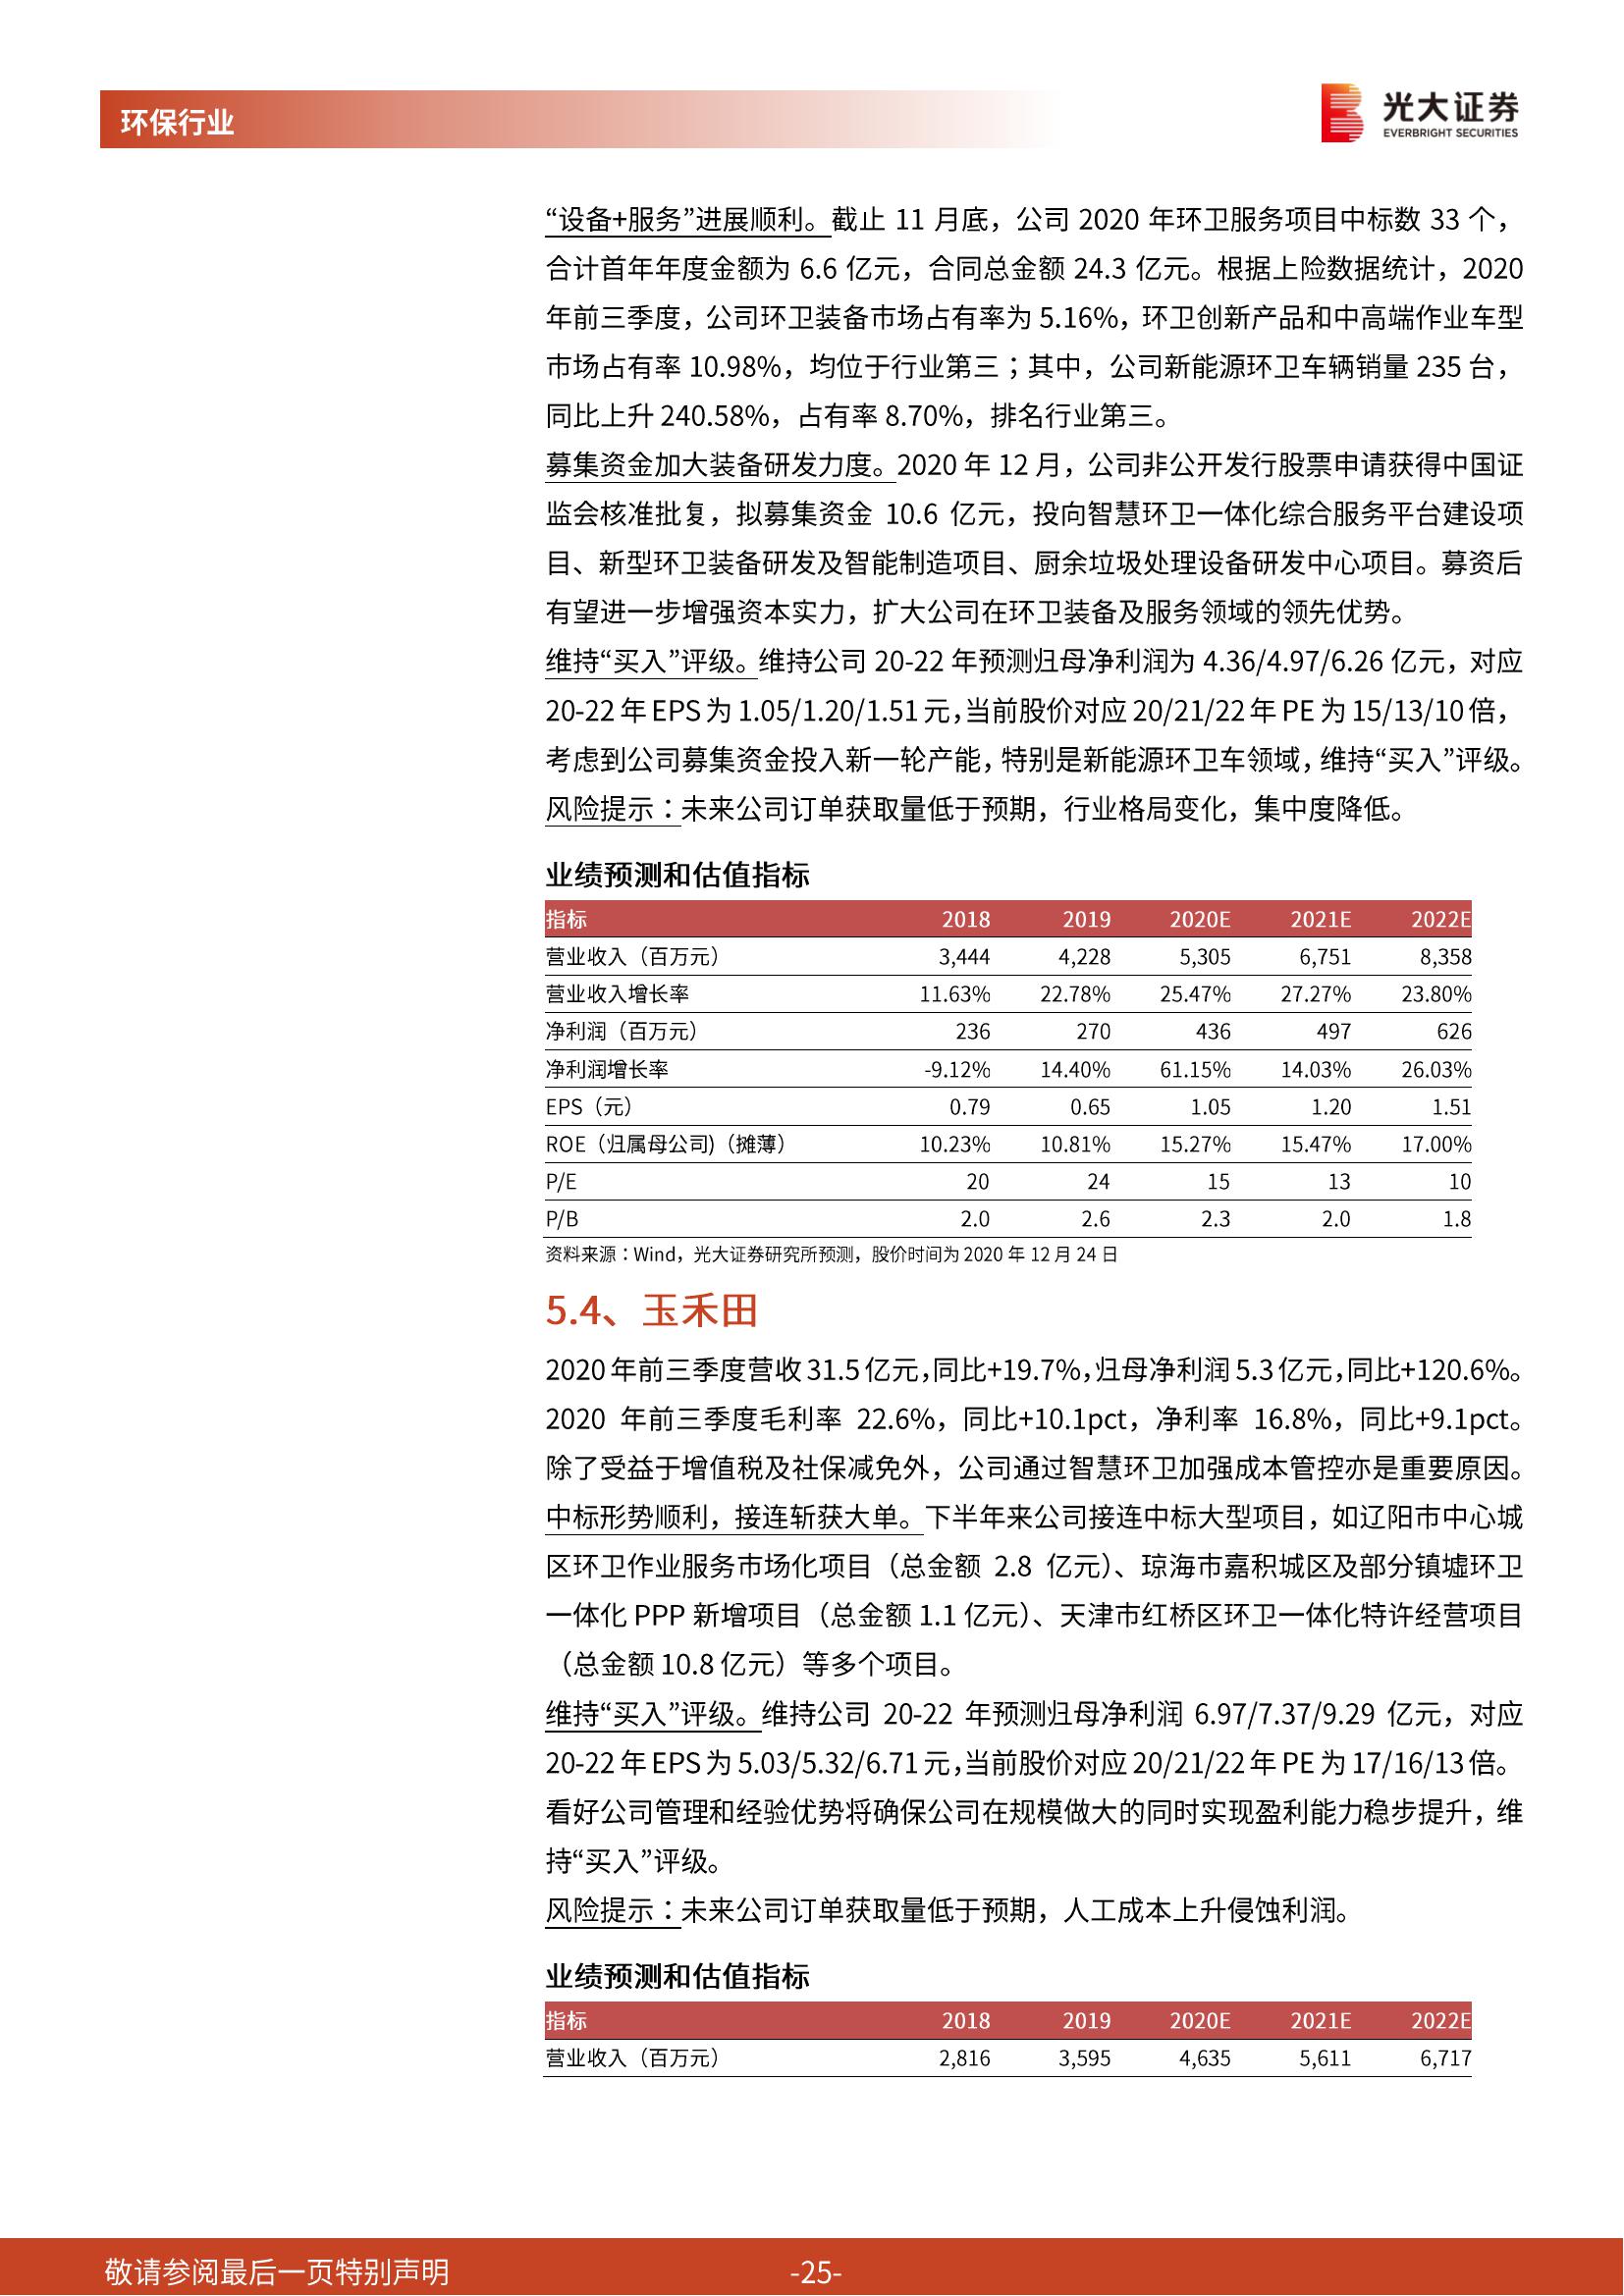 环保行业
光大证券
EVERBRIGHT SECURITIES
“设备+服务”进展顺利。截止 11 月底，公司 2020 年环卫服务项目中标数 33 个，
合计首年年度金额为 6.6 亿元，合同总金额 24.3 亿元。根据上险数据统计，2020
年前三季度，公司环卫装备市场占有率为 5.16%，环卫创新产品和中高端作业车型
市场占有率 10.98%，均位于行业第三；其中，公司新能源环卫车辆销量 235 台，
同比上升 240.58%，占有率 8.70%，排名行业第三。
募集资金加大装备研发力度。2020 年 12 月，公司非公开发行股票申请获得中国证
监会核准批复，拟募集资金 10.6 亿元，投向智慧环卫一体化综合服务平台建设项
目、新型环卫装备研发及智能制造项目、厨余垃圾处理设备研发中心项目。募资后
有望进一步增强资本实力，扩大公司在环卫装备及服务领域的领先优势。
维持“买入”评级。维持公司 20-22 年预测归母净利润为 4.36/4.97/6.26 亿元，对应
20-22 年 EPS 为 1.05/1.20/1.51 元，当前股价对应 20/21/22 年 PE 为 15/13/10 倍，
考虑到公司募集资金投入新一轮产能，特别是新能源环卫车领域，维持“买入”评级。
风险提示：未来公司订单获取量低于预期，行业格局变化，集中度降低。
业绩预测和估值指标
指标 2018 2019 2020E 2021E 2022E
营业收入（百万元） 3,444 4,228 5,305 6,751 8,358
营业收入增长率 11.63% 22.78% 25.47% 27.27% 23.80%
净利润（百万元） 236 270 436 497 626
净利润增长率 -9.12% 14.40% 61.15% 14.03% 26.03%
EPS（元） 0.79 0.65 1.05 1.20 1.51
ROE（归属母公司)（摊薄） 10.23% 10.81% 15.27% 15.47% 17.00%
P/E 20 24 15 13 10
P/B 2.0 2.6 2.3 2.0 1.8
资料来源：Wind，光大证券研究所预测，股价时间为 2020 年 12 月 24 日
5.4、玉禾田
2020 年前三季度营收 31.5 亿元，同比+19.7%，归母净利润 5.3 亿元，同比+120.6%。
2020 年前三季度毛利率 22.6%，同比+10.1pct，净利率 16.8%，同比+9.1pct。
除了受益于增值税及社保减免外，公司通过智慧环卫加强成本管控亦是重要原因。
中标形势顺利，接连斩获大单。下半年来公司接连中标大型项目，如辽阳市中心城
区环卫作业服务市场化项目（总金额 2.8 亿元）、琼海市嘉积城区及部分镇墟环卫
一体化 PPP 新增项目（总金额 1.1 亿元）、天津市红桥区环卫一体化特许经营项目
（总金额 10.8 亿元）等多个项目。
维持“买入”评级。维持公司 20-22 年预测归母净利润 6.97/7.37/9.29 亿元，对应
20-22 年 EPS 为 5.03/5.32/6.71 元，当前股价对应 20/21/22 年 PE 为 17/16/13 倍。
看好公司管理和经验优势将确保公司在规模做大的同时实现盈利能力稳步提升，维
持“买入”评级。
风险提示：未来公司订单获取量低于预期，人工成本上升侵蚀利润。
业绩预测和估值指标
指标 2018 2019 2020E 2021E 2022E
营业收入（百万元） 2,816 3,595 4,635 5,611 6,717
敬请参阅最后一页特别声明 -25-